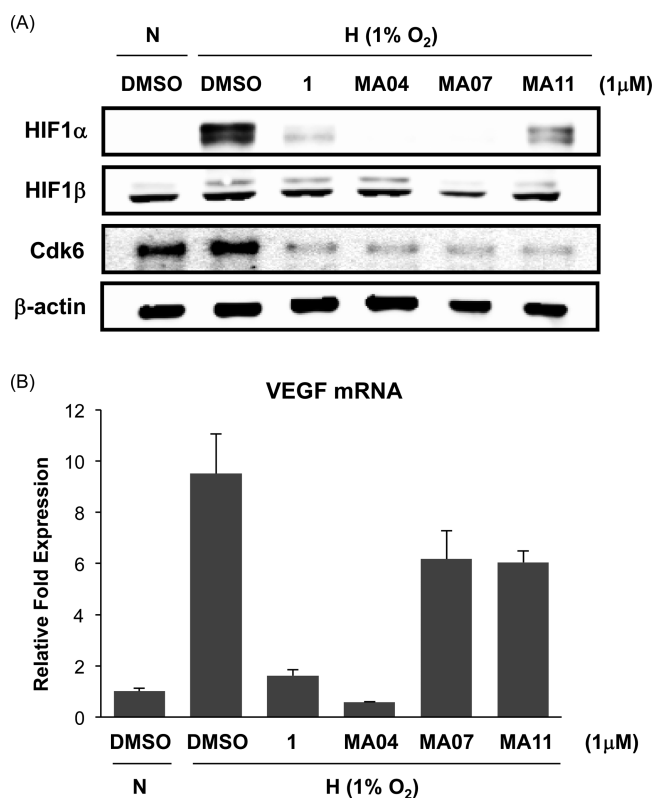 (A)
N H (1% O₂)
DMSO DMSO 1 MA04 MA07 MA11 (1μM)
HIF1α
HIF1β
Cdk6
β-actin
(B)
VEGF mRNA
Relative Fold Expression
12
10
8
6
4
2
0
DMSO DMSO 1 MA04 MA07 MA11 (1μM)
N H (1% O₂)